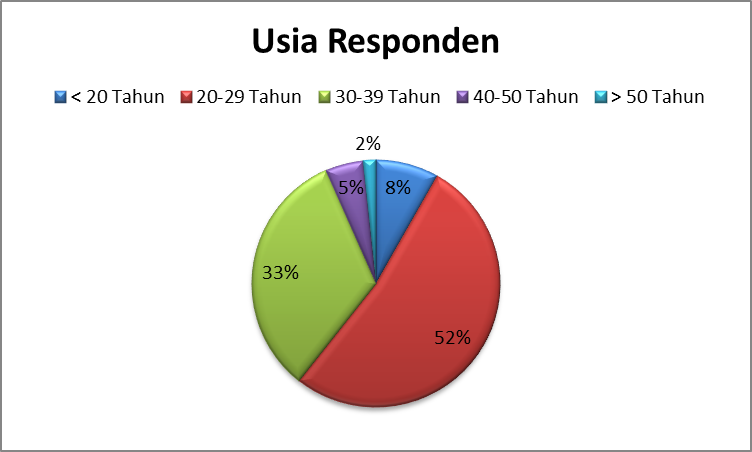 Usia Responden
< 20 Tahun 20-29 Tahun 30-39 Tahun 40-50 Tahun > 50 Tahun
2%
5% 8%
33%
52%